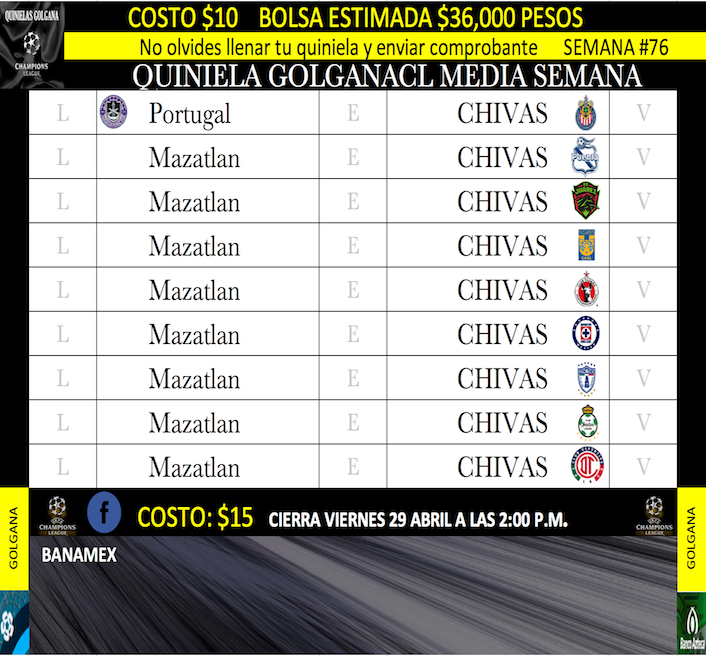 QUINIELAS GOLGANA
COSTO $10 BOLSA ESTIMADA $36,000 PESOS
No olvides llenar tu quiniela y enviar comprobante SEMANA #76
CHAMPIONS
LEAGUE
QUINIELA GOLGANACL MEDIA SEMANA
L Portugal E CHIVAS V
L Mazatlan E CHIVAS Puebla V
L Mazatlan E CHIVAS JUAREZ V
L Mazatlan E CHIVAS V
L Mazatlan E CHIVAS V
L Mazatlan E CHIVAS V
L Mazatlan E CHIVAS V
L Mazatlan E CHIVAS V
L Mazatlan E CHIVAS V
GOLGANA
CHAMPIONS
LEAGUE
f
COSTO: $15 CIERRA VIERNES 29 ABRIL A LAS 2:00 P.M.
CHAMPIONS
LEAGUE
GOLGANA
BANAMEX
Banco Azteca